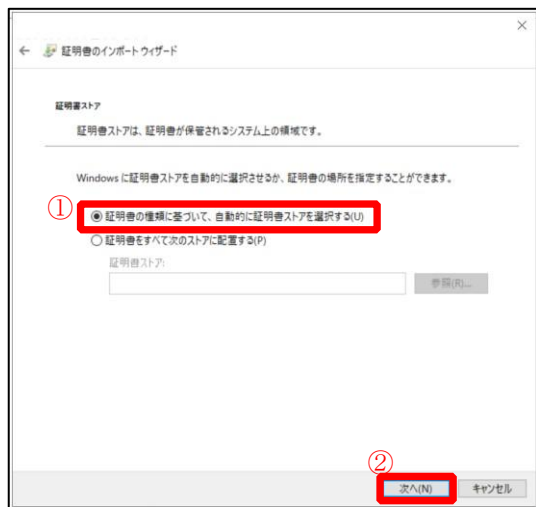 証明書のインポート ウィザード
証明書ストア
証明書ストアは、証明書が保管されるシステム上の領域です。
Windows に証明書ストアを自動的に選択させるか、証明書の場所を指定することができます。
①
証明書の種類に基づいて、自動的に証明書ストアを選択する(U)
証明書をすべて次のストアに配置する(P)
証明書ストア:
参照(R)...
②
次へ(N)
キャンセル